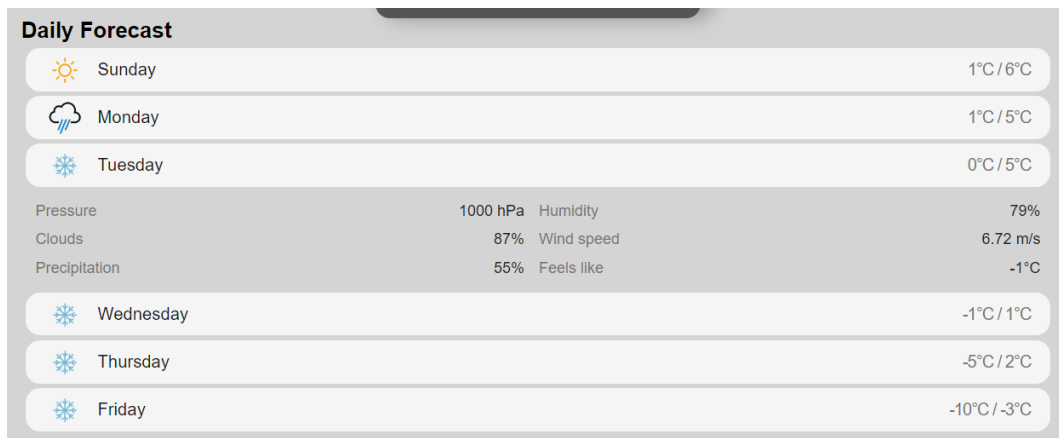 Daily Forecast
Sunday 1°C / 6°C
Monday 1°C / 5°C
Tuesday 0°C / 5°C
Pressure 1000 hPa Humidity 79%
Clouds 87% Wind speed 6.72 m/s
Precipitation 55% Feels like -1°C
Wednesday -1°C / 1°C
Thursday -5°C / 2°C
Friday -10°C / -3°C